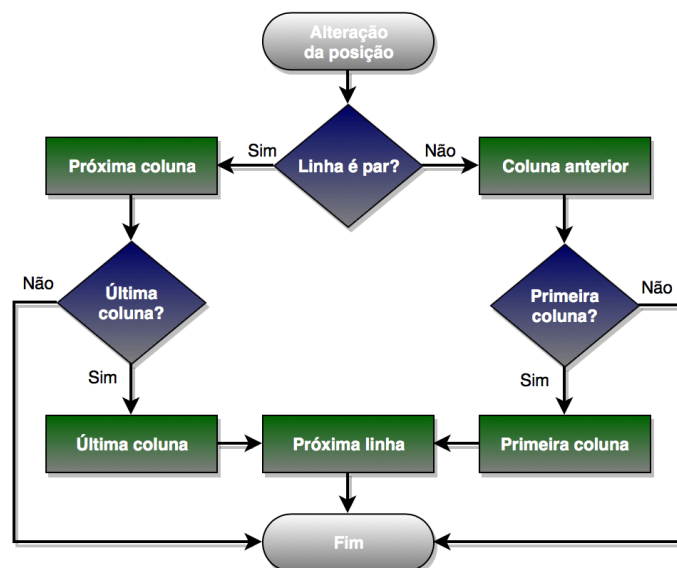 Alteração
da posição
Sim
Não
Próxima coluna
Linha é par?
Coluna anterior
Não
Última
coluna?
Primeira
coluna?
Não
Sim
Sim
Última coluna
Próxima linha
Primeira coluna
Fim